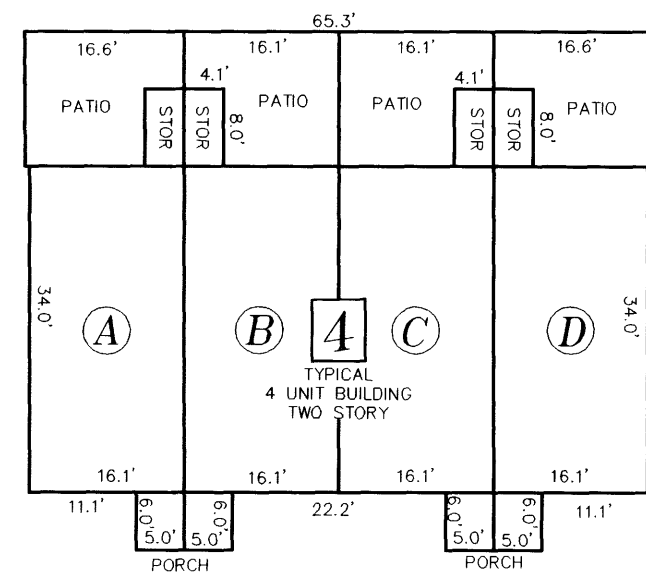 65.3'
16.6' 16.1' 16.1' 16.6'
4.1' 4.1'
PATIO STOR STOR 8.0' PATIO PATIO STOR STOR 8.0' PATIO
34.0' A B 4 C D 34.0'
TYPICAL
4 UNIT BUILDING
TWO STORY
16.1' 16.1' 16.1' 16.1'
11.1' 6.0' 6.0' 22.2' 6.0' 6.0' 11.1'
5.0' 5.0' 5.0' 5.0'
PORCH PORCH